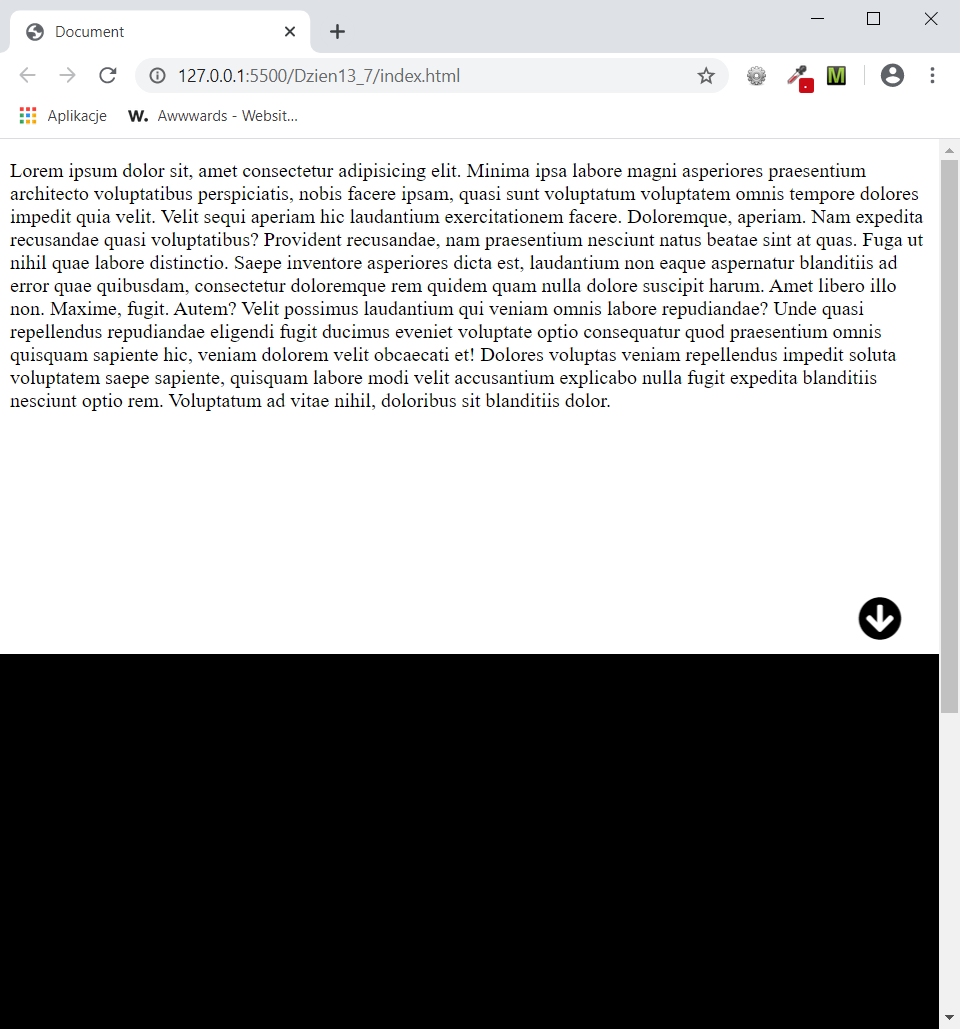 Document
127.0.0.1:5500/Dzien13_7/index.html
M
Aplikacje
W. Awwwards - Websit...
Lorem ipsum dolor sit, amet consectetur adipisicing elit. Minima ipsa labore magni asperiores praesentium
architecto voluptatibus perspiciatis, nobis facere ipsam, quasi sunt voluptatum voluptatem omnis tempore dolores
impedit quia velit. Velit sequi aperiam hic laudantium exercitationem facere. Doloremque, aperiam. Nam expedita
recusandae quasi voluptatibus? Provident recusandae, nam praesentium nesciunt natus beatae sint at quas. Fuga ut
nihil quae labore distinctio. Saepe inventore asperiores dicta est, laudantium non eaque aspernatur blanditiis ad
error quae quibusdam, consectetur doloremque rem quidem quam nulla dolore suscipit harum. Amet libero illo
non. Maxime, fugit. Autem? Velit possimus laudantium qui veniam omnis labore repudiandae? Unde quasi
repellendus repudiandae eligendi fugit ducimus eveniet voluptate optio consequatur quod praesentium omnis
quisquam sapiente hic, veniam dolorem velit obcaecati et! Dolores voluptas veniam repellendus impedit soluta
voluptatem saepe sapiente, quisquam labore modi velit accusantium explicabo nulla fugit expedita blanditiis
nesciunt optio rem. Voluptatum ad vitae nihil, doloribus sit blanditiis dolor.